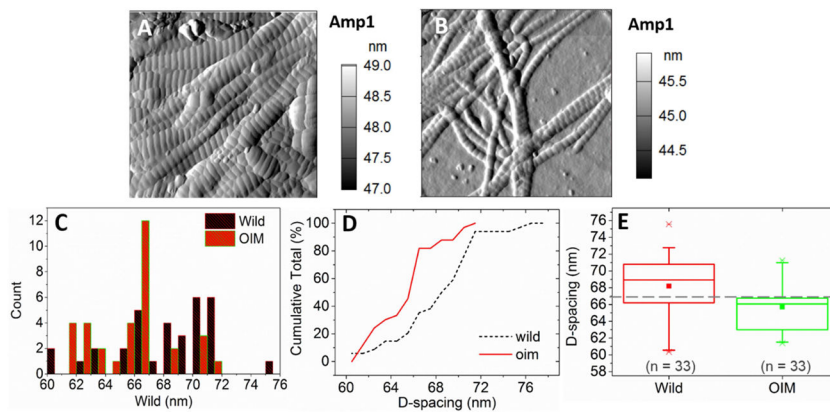 A
Amp1
nm
49.0
48.0
48.0
47.5
47.0
B
Amp1
nm
45.5
45.0
44.5
C
Wild
OIM
12
10
8
6
4
2
0
Count
60 62 64 66 68 70 72 74 76
Wild (nm)
D
100
80
60
40
20
0
Cumulative Total (%)
wild
oim
60 64 68 72 76
D-spacing (nm)
E
76
74
72
70
68
66
64
62
60
58
D-spacing (nm)
(n = 33) (n = 33)
Wild OIM